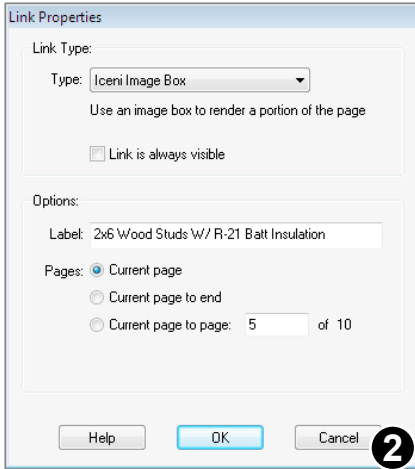 Link Properties
Link Type:
Type: Iceni Image Box
Use an image box to render a portion of the page
Link is always visible
Options:
Label: 2x6 Wood Studs W/ R-21 Batt Insulation
Pages: Current page
Current page to end
Current page to page: 5 of 10
Help OK Cancel
2